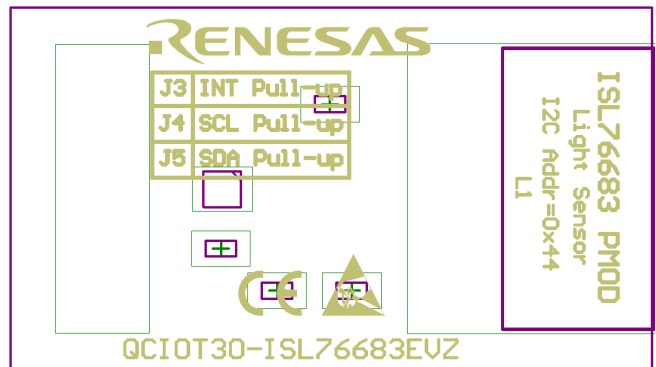 RENESAS
J3 INT Pull-up
J4 SCL Pull-up
J5 SDA Pull-up
ISL76683 PMOD
Light Sensor
I2C Addr=0x44
L1
CE
QCIOT30-ISL76683EVZ